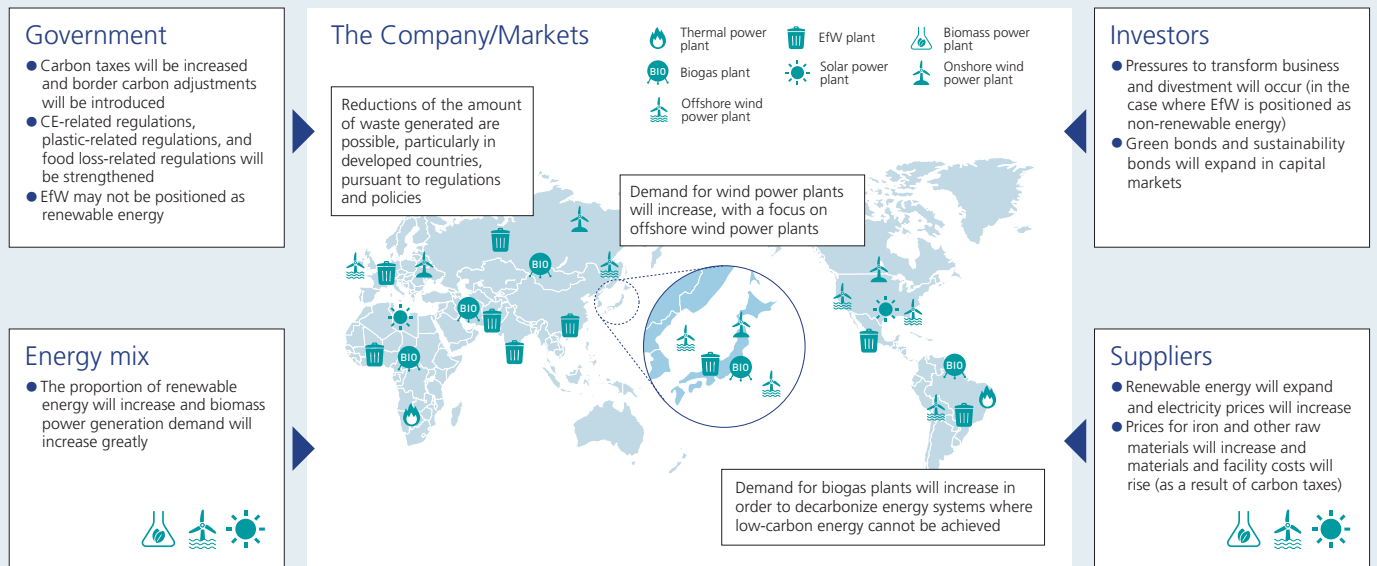 Government
● Carbon taxes will be increased
and border carbon adjustments
will be introduced
● CE-related regulations,
plastic-related regulations, and
food loss-related regulations will
be strengthened
● EfW may not be positioned as
renewable energy
Energy mix
● The proportion of renewable
energy will increase and biomass
power generation demand will
increase greatly
The Company/Markets
Thermal power
plant
EfW plant
Biomass power
plant
BIO
Biogas plant
Solar power
plant
Onshore wind
power plant
Offshore wind
power plant
Reductions of the amount
of waste generated are
possible, particularly in
developed countries,
pursuant to regulations
and policies
Demand for wind power plants
will increase, with a focus on
offshore wind power plants
BIO
BIO
BIO
BIO
BIO
Demand for biogas plants will increase in
order to decarbonize energy systems where
low-carbon energy cannot be achieved
Investors
● Pressures to transform business
and divestment will occur (in the
case where EfW is positioned as
non-renewable energy)
● Green bonds and sustainability
bonds will expand in capital
markets
Suppliers
● Renewable energy will expand
and electricity prices will increase
● Prices for iron and other raw
materials will increase and
materials and facility costs will
rise (as a result of carbon taxes)